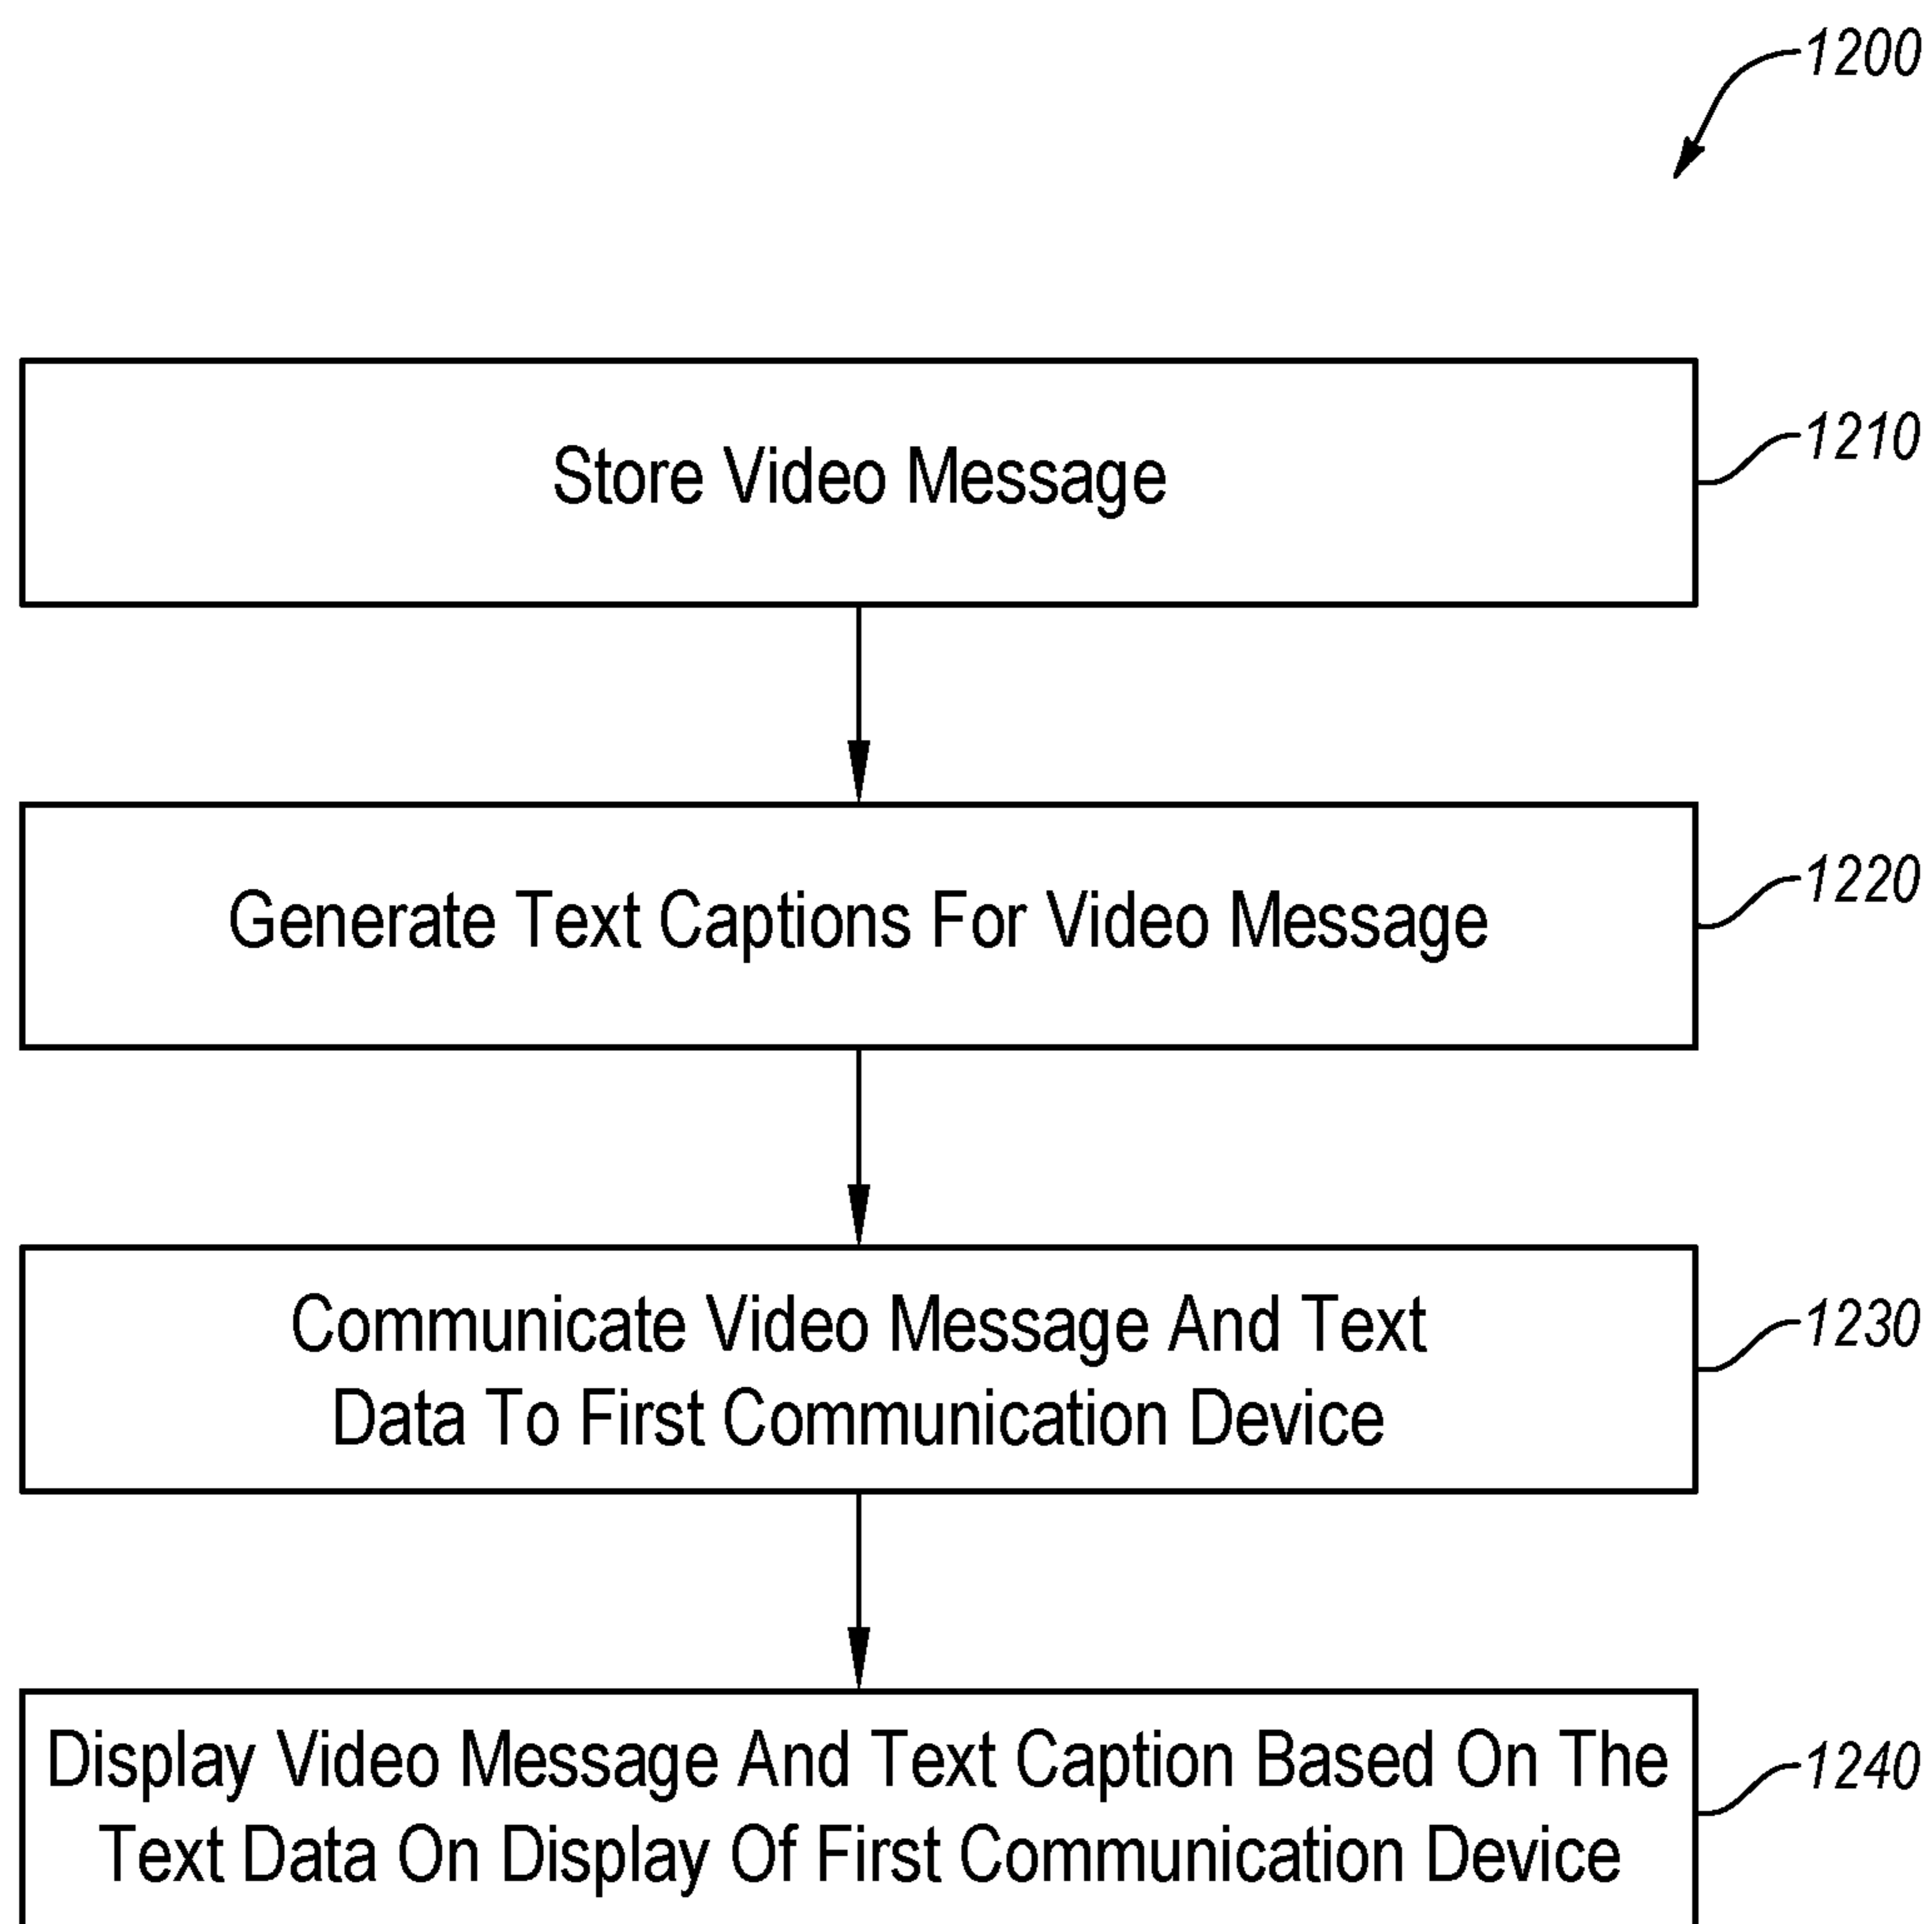 1200
Store Video Message
1210
Generate Text Captions For Video Message
1220
Communicate Video Message And Text
Data To First Communication Device
1230
Display Video Message And Text Caption Based On The
Text Data On Display Of First Communication Device
1240